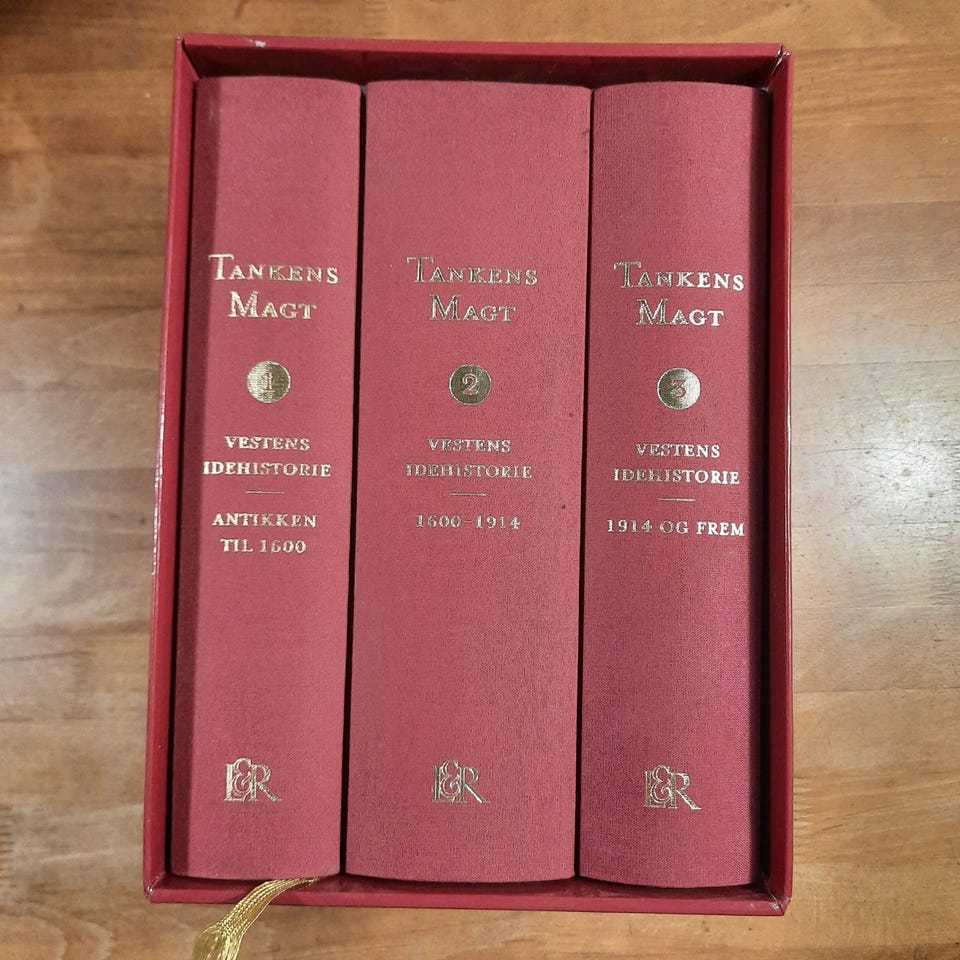 TANKENS
MAGT
1
VESTENS
IDEHISTORIE
ANTIKKEN
TIL 1600
L&R
TANKENS
MAGT
2
VESTENS
IDEHISTORIE
1600-1914
L&R
TANKENS
MAGT
3
VESTENS
IDEHISTORIE
1914 OG FREM
L&R